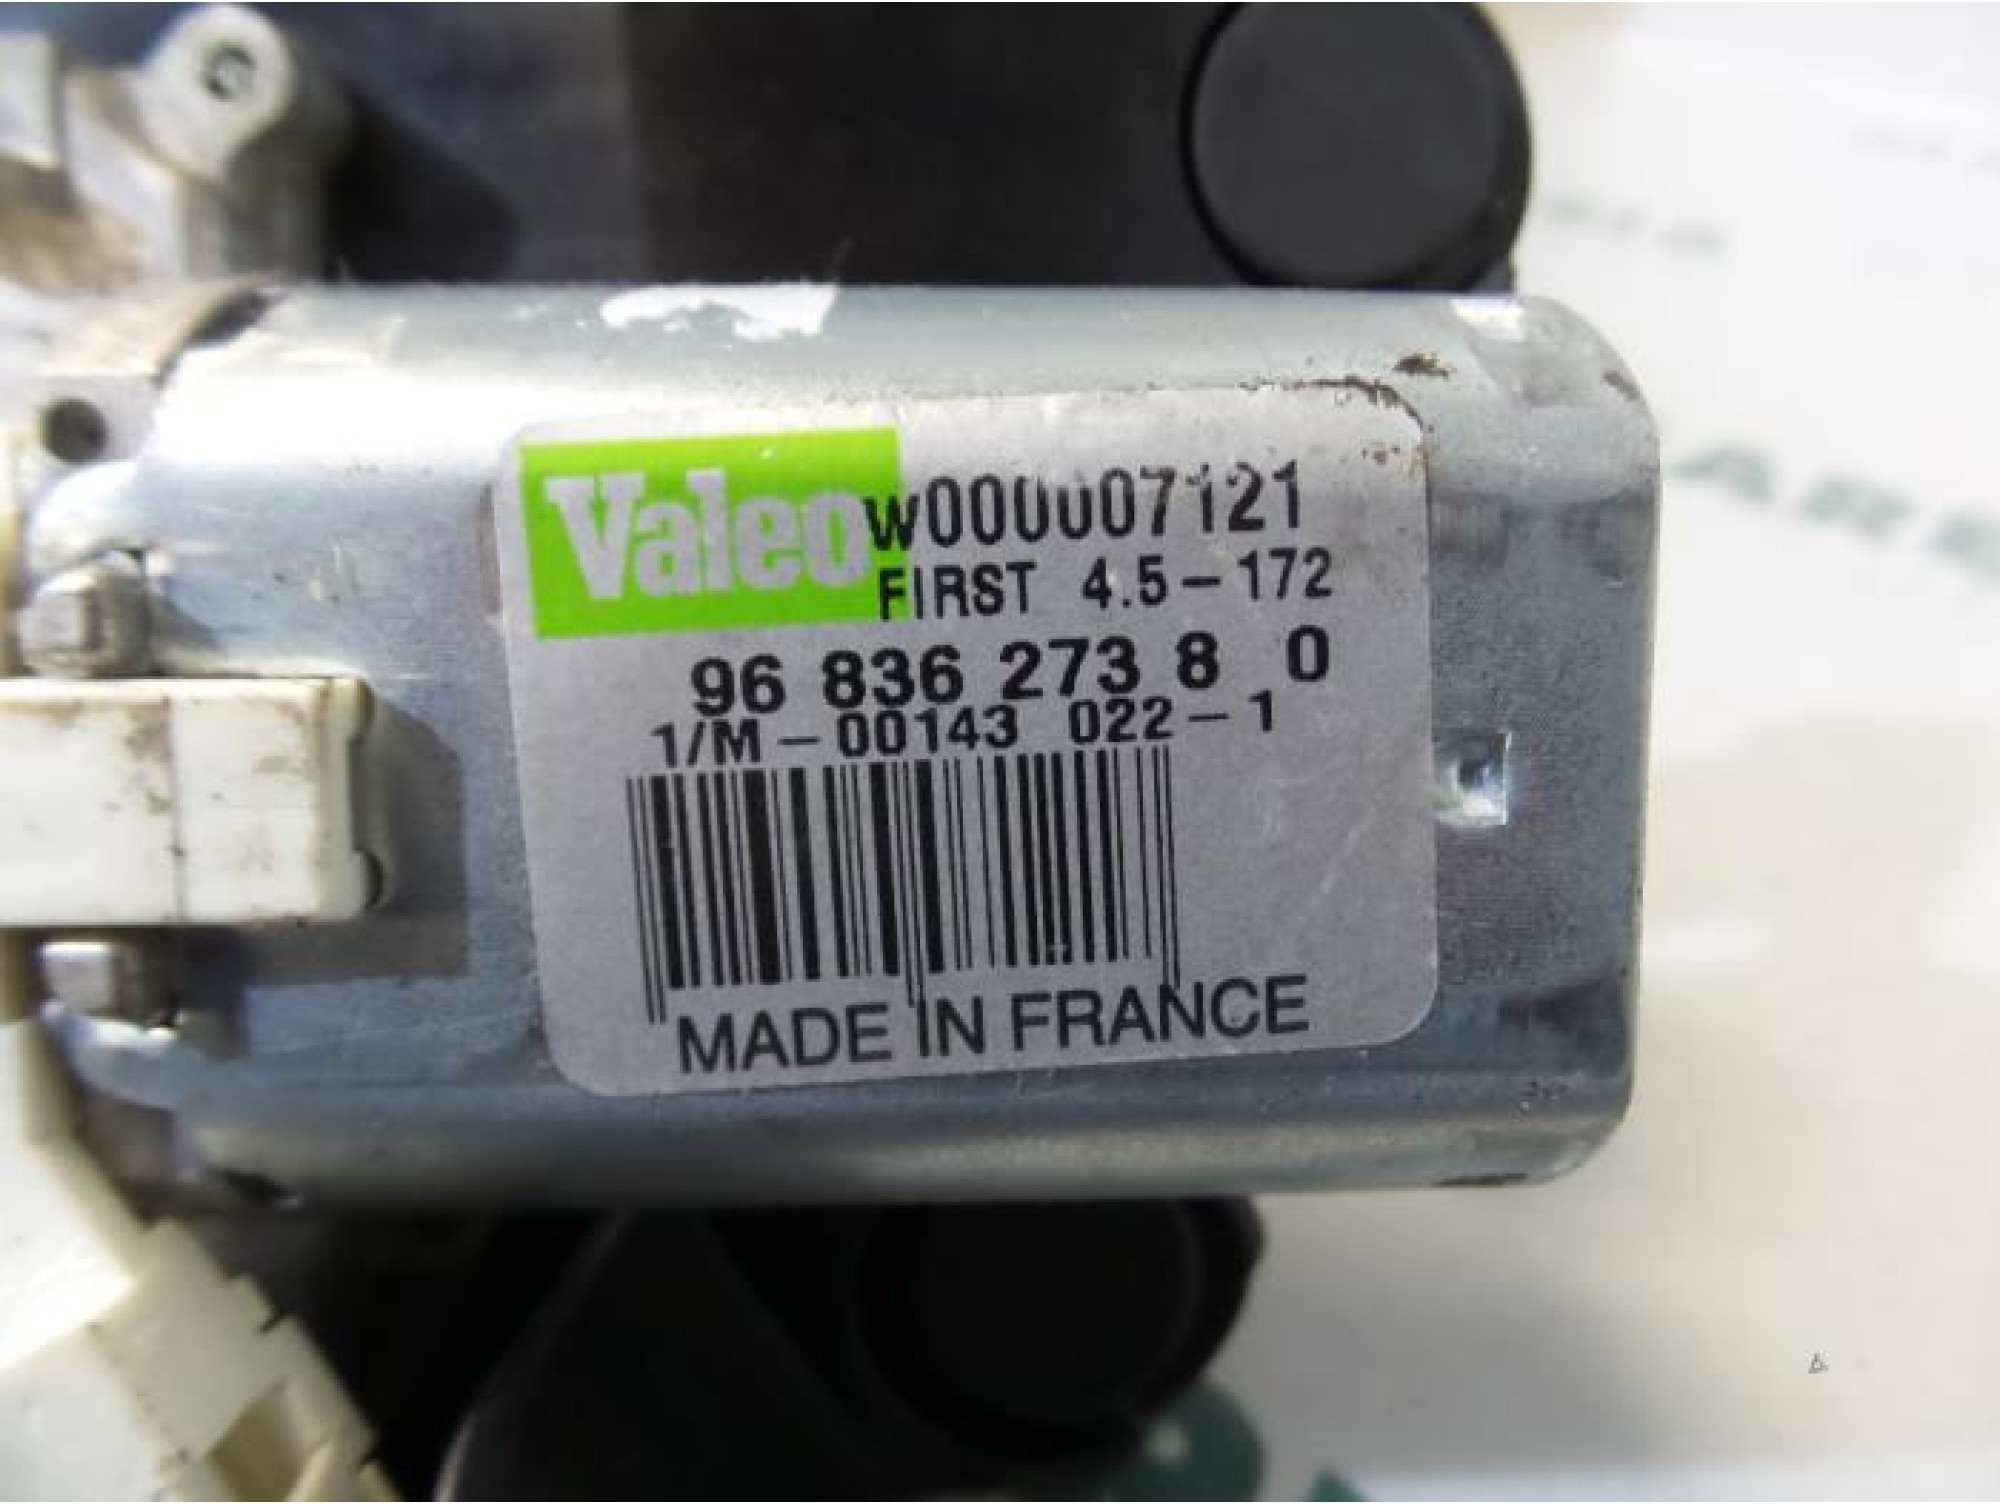 Valeo W000007121
FIRST 4.5-172
96 836 273 8 0
1/M-00143 022-1
MADE IN FRANCE